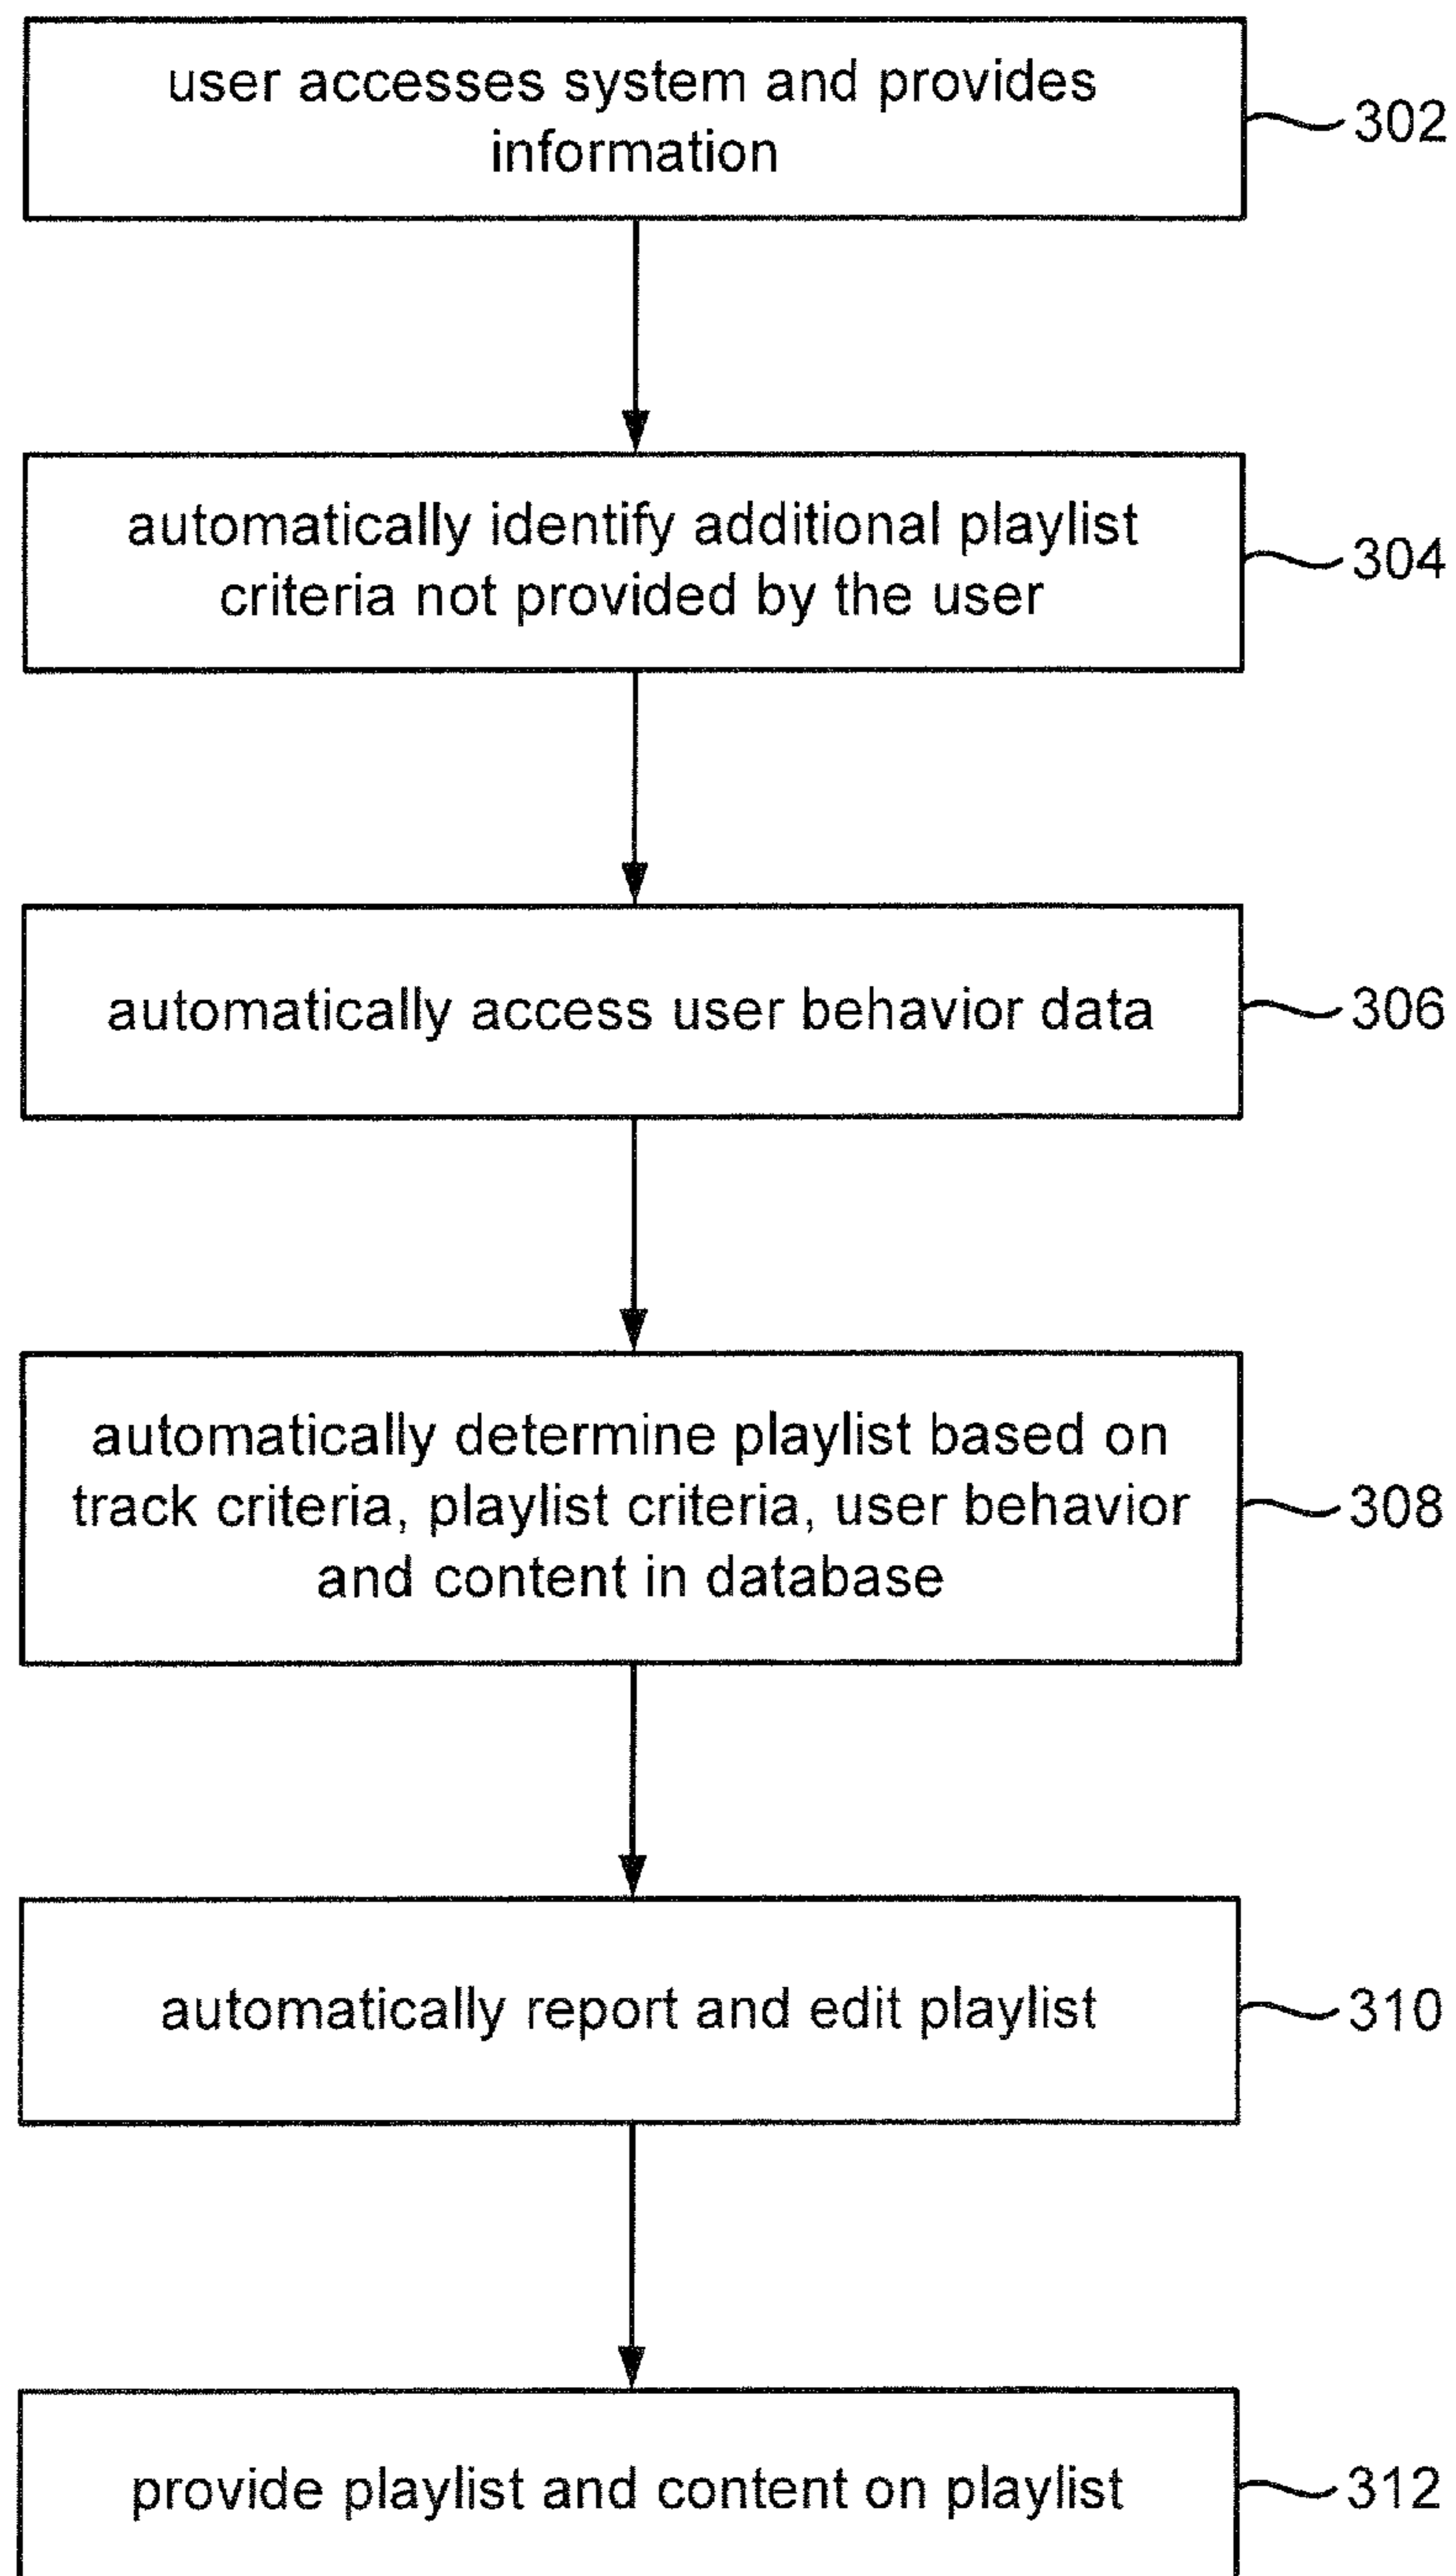 user accesses system and provides
information
302
automatically identify additional playlist
criteria not provided by the user
304
automatically access user behavior data
306
automatically determine playlist based on
track criteria, playlist criteria, user behavior
and content in database
308
automatically report and edit playlist
310
provide playlist and content on playlist
312